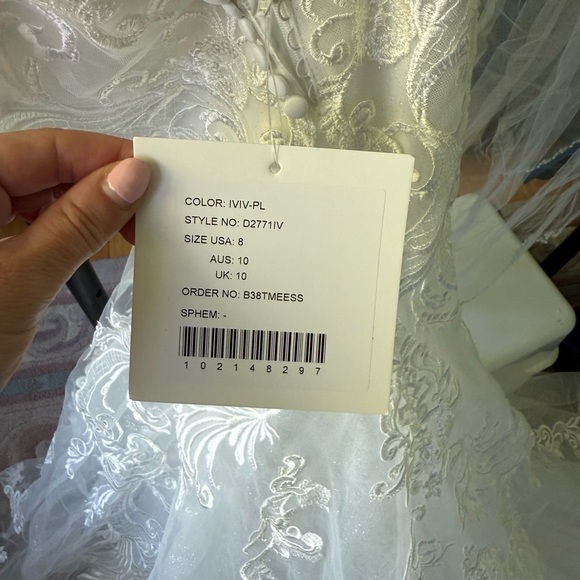 COLOR: IVIV-PL
STYLE NO: D2771IV
SIZE USA: 8
AUS: 10
UK: 10
ORDER NO: B38TMEESS
SPHEM: -
102148297